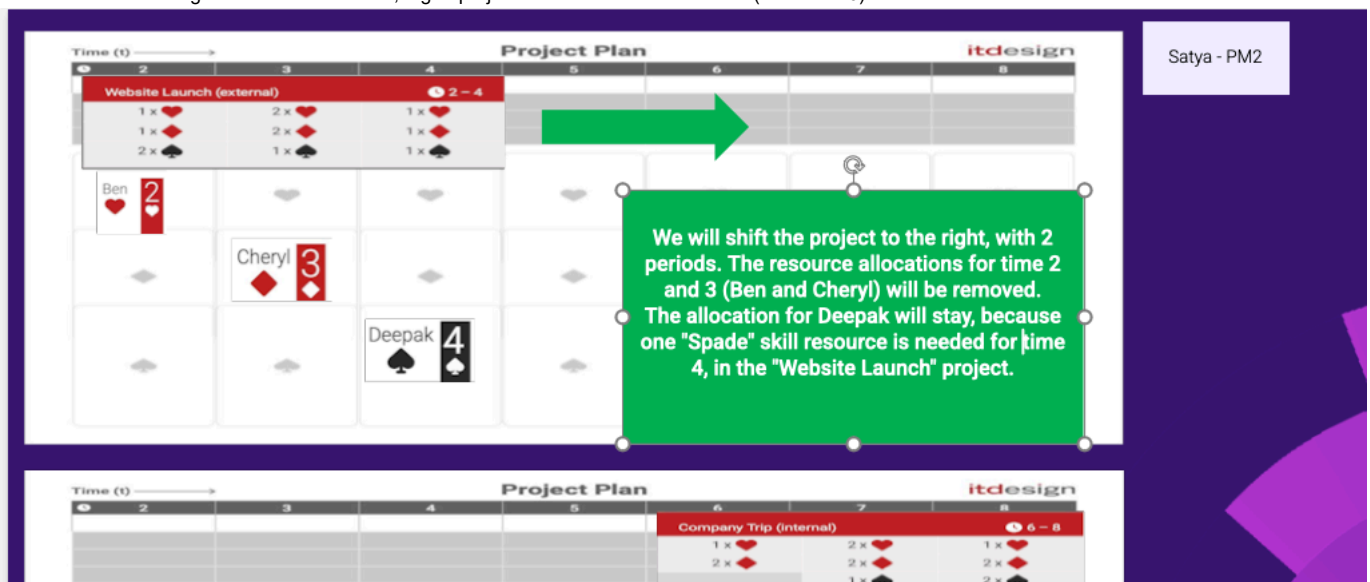 Time (t)
Project Plan
itdesign
2 3 4 5 6 7 8
Website Launch (external) 2 – 4
1 x ♥ 2 x ♥ 1 x ♥
1 x ♦ 2 x ♦ 1 x ♦
2 x ♠ 1 x ♠ 1 x ♠
Ben 2
Cheryl 3
Deepak 4
We will shift the project to the right, with 2
periods. The resource allocations for time 2
and 3 (Ben and Cheryl) will be removed.
The allocation for Deepak will stay, because
one "Spade" skill resource is needed for time
4, in the "Website Launch" project.
Satya - PM2
Time (t)
Project Plan
itdesign
2 3 4 5 6 7 8
Company Trip (internal) 6 – 8
1 x ♥ 2 x ♥ 1 x ♥
2 x ♦ 2 x ♦ 2 x ♦
1 x ♠ 2 x ♠